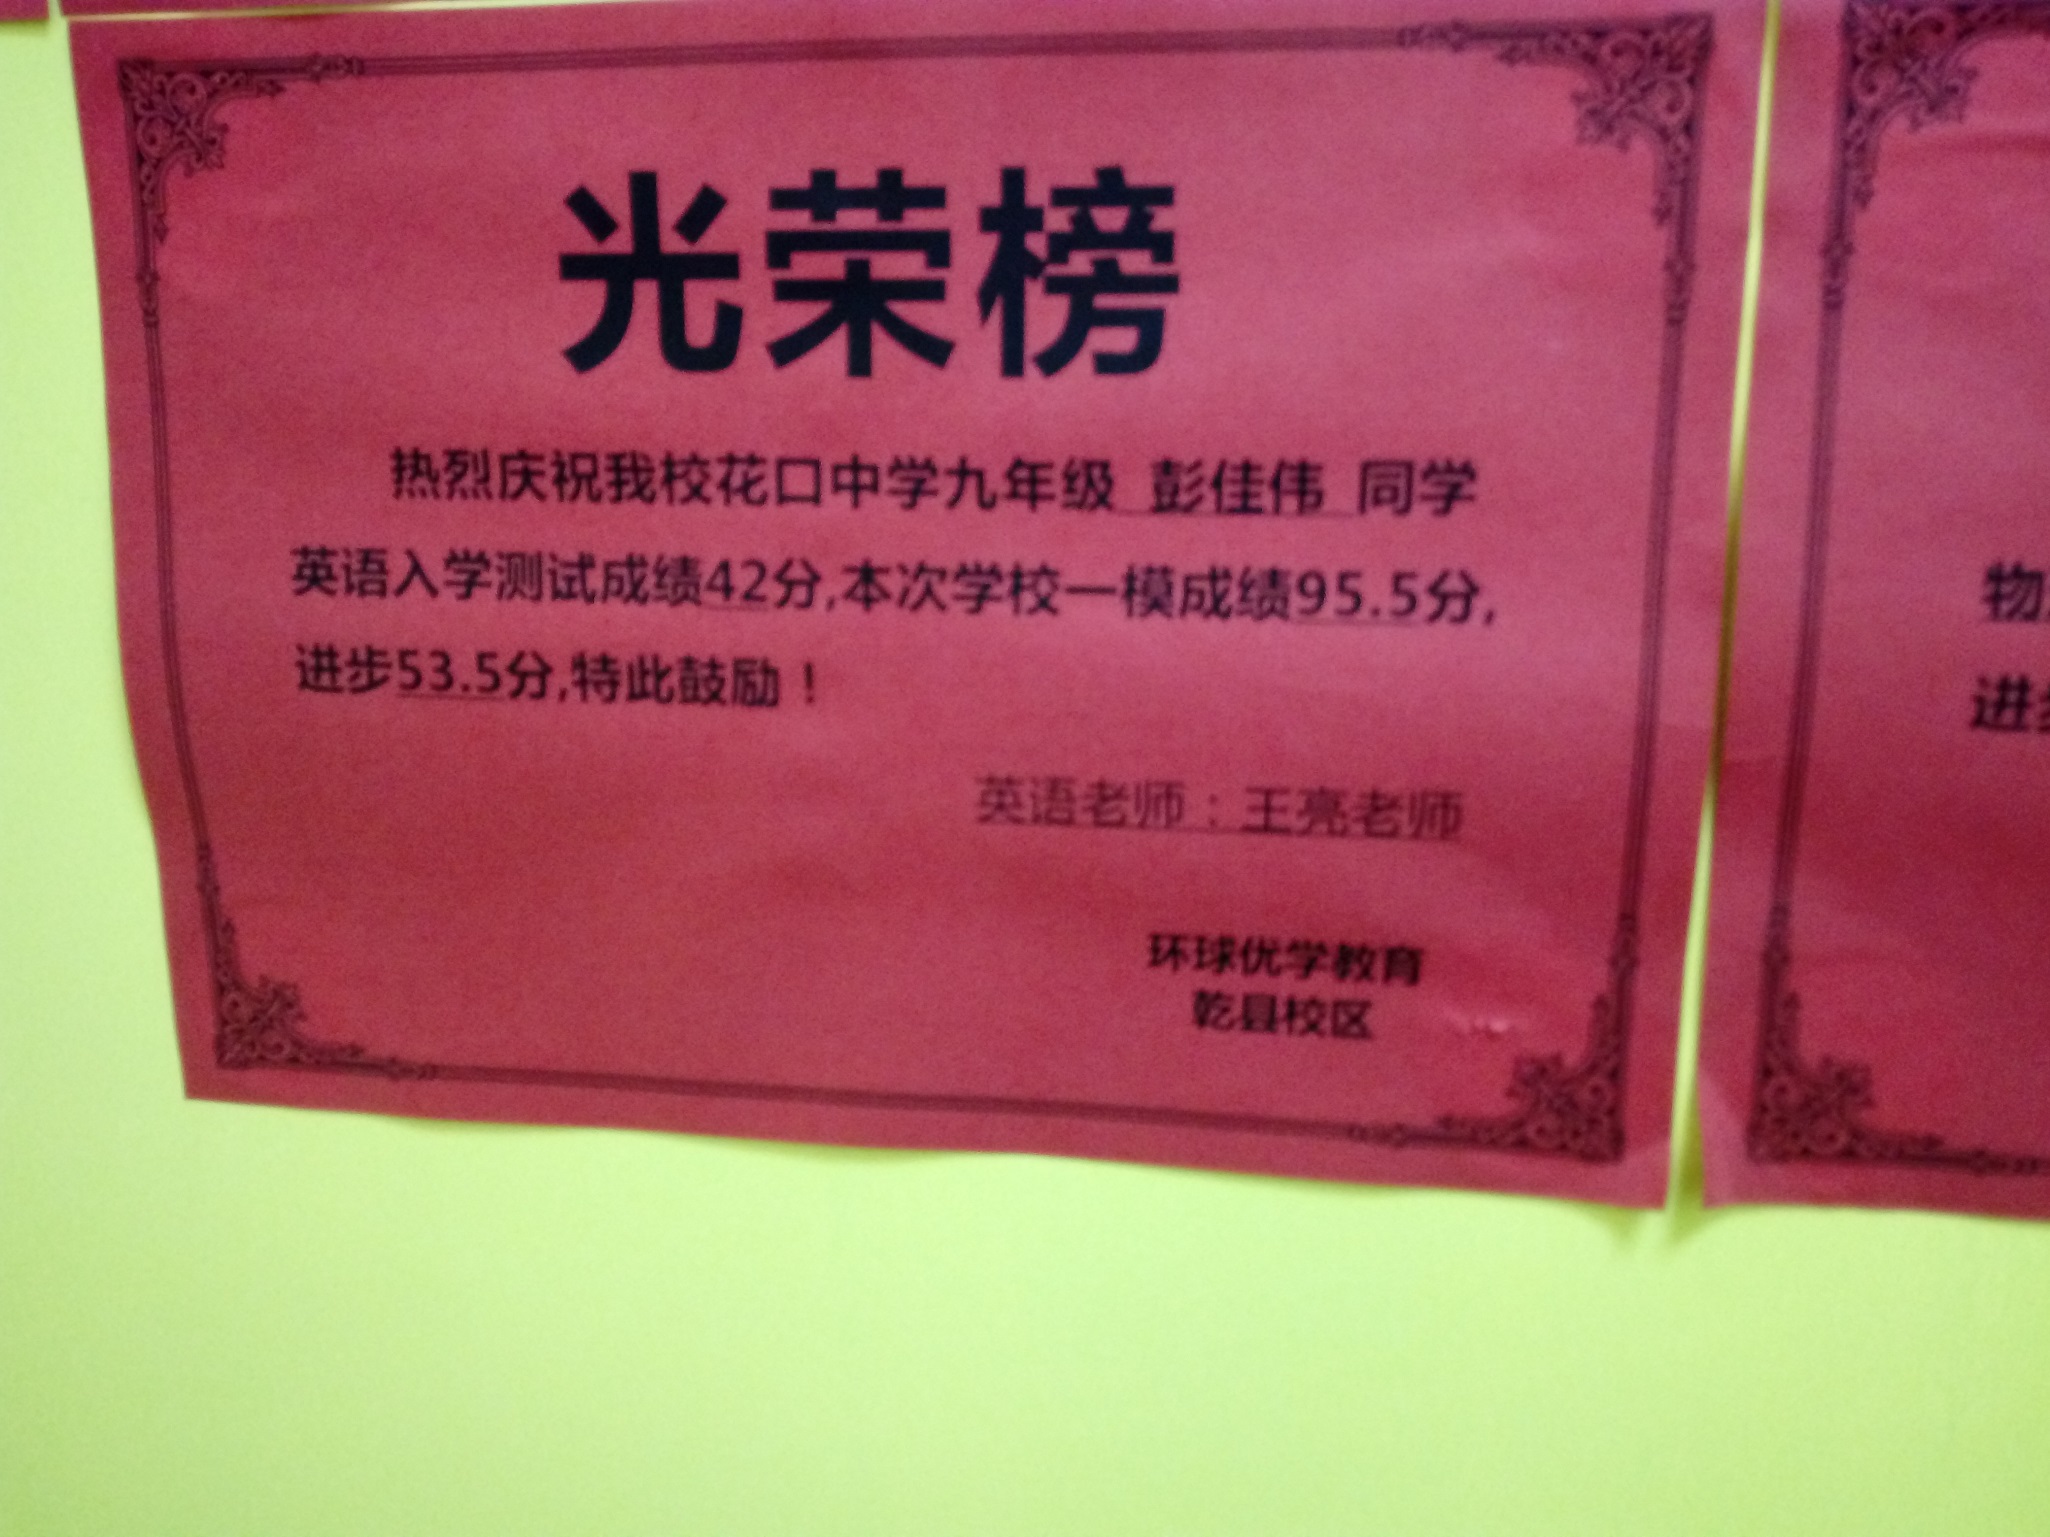 光荣榜
热烈庆祝我校花口中学九年级 彭佳伟 同学
英语入学测试成绩42分,本次学校一模成绩95.5分,
进步53.5分,特此鼓励！
英语老师：王亮老师
环球优学教育
乾县校区
物
进步